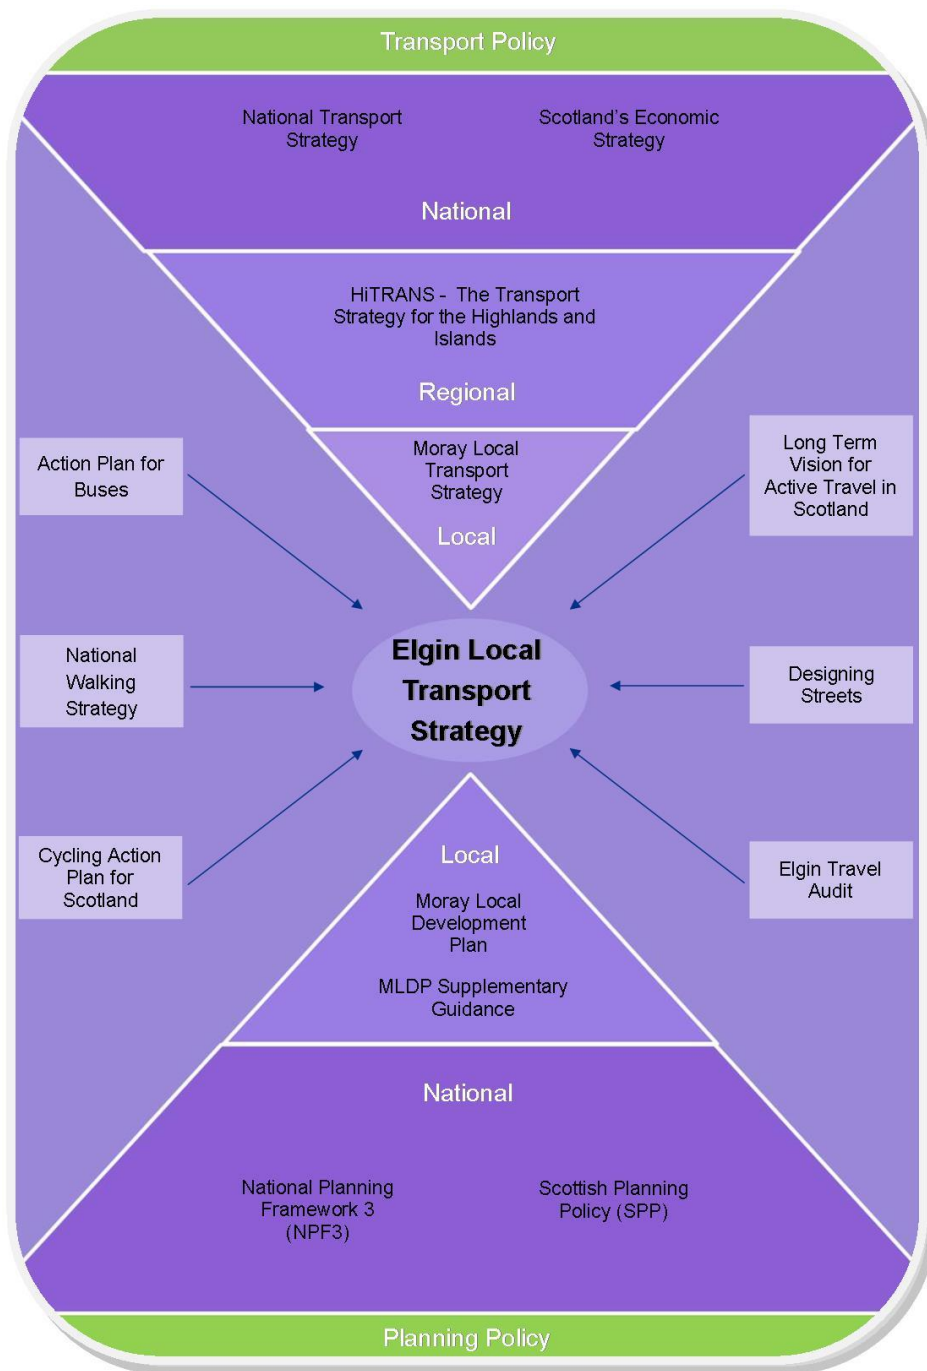 Transport Policy
National Transport
Strategy
Scotland's Economic
Strategy
National
HiTRANS - The Transport
Strategy for the Highlands and
Islands
Regional
Moray Local
Transport
Strategy
Local
Action Plan for
Buses
Long Term
Vision for
Active Travel in
Scotland
National
Walking
Strategy
Elgin Local
Transport
Strategy
Designing
Streets
Cycling Action
Plan for
Scotland
Elgin Travel
Audit
Local
Moray Local
Development
Plan
MLDP Supplementary
Guidance
National
National Planning
Framework 3
(NPF3)
Scottish Planning
Policy (SPP)
Planning Policy